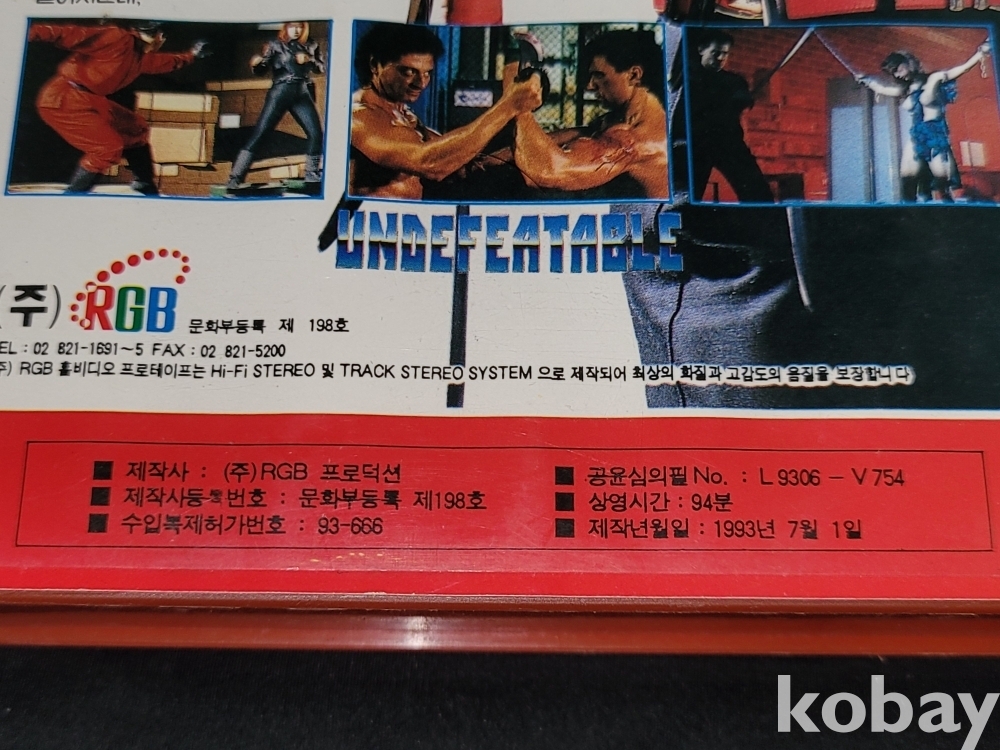 UNDEFEATABLE
(주) RGB 문화부등록 제 198호
TEL : 02 821-1691~5 FAX : 02 821-5200
(주) RGB 홈비디오 프로테이프는 Hi-Fi STEREO 및 TRACK STEREO SYSTEM 으로 제작되어 최상의 화질과 고감도의 음질을 보장합니다
■ 제작사 : (주)RGB 프로덕션
■ 제작사등록번호 : 문화부등록 제198호
■ 수입복제허가번호 : 93-666
■ 공윤심의필No. : L9306-V754
■ 상영시간 : 94분
■ 제작년월일 : 1993년 7월 1일
kobay